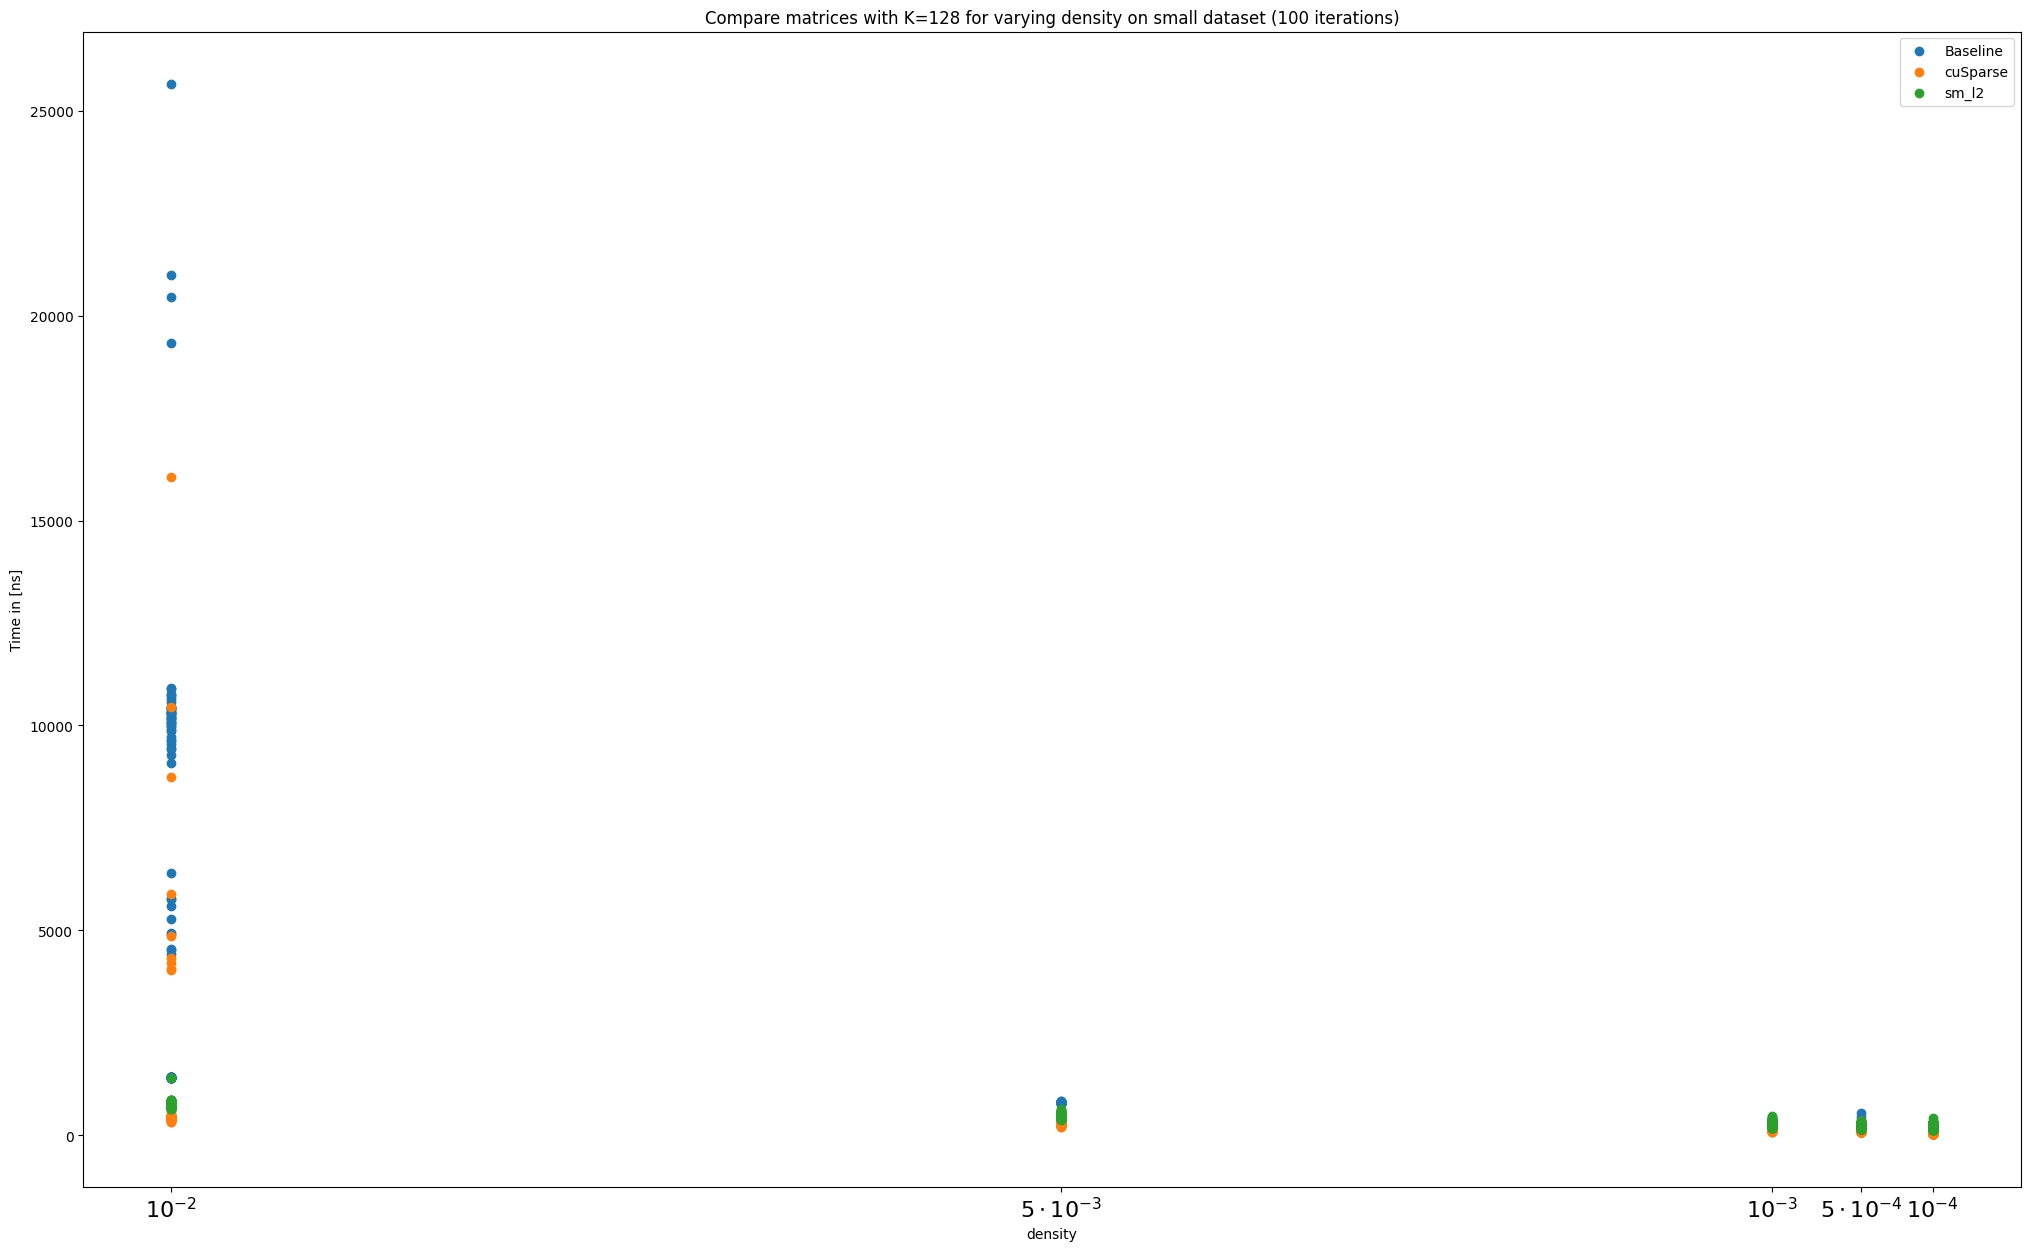 Compare matrices with K=128 for varying density on small dataset (100 iterations)
Baseline
cuSparse
sm_l2
25000
20000
15000
10000
5000
0
Time in [ns]
10⁻² 5·10⁻³ 10⁻³ 5·10⁻⁴ 10⁻⁴
density